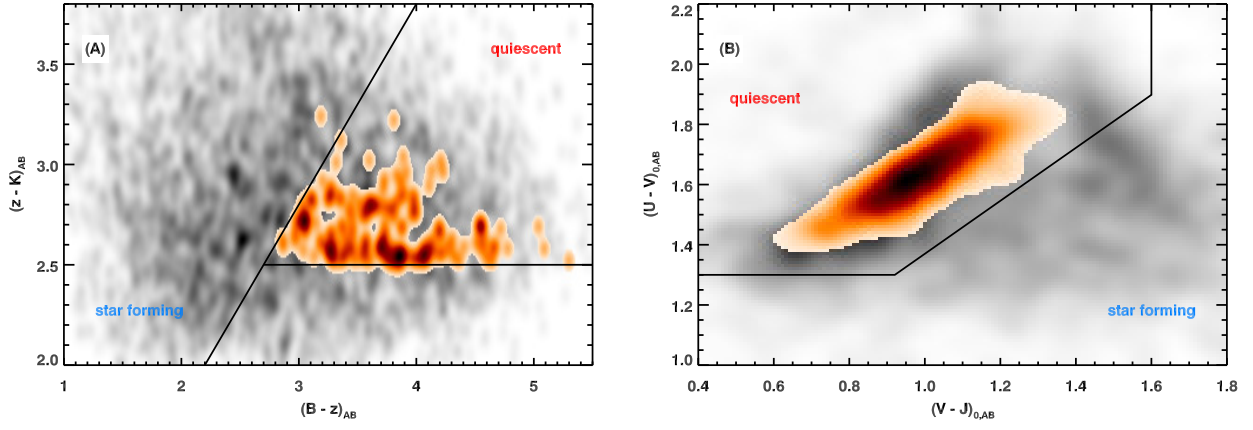 (A)
quiescent
star forming
(z - K)AB
3.5
3.0
2.5
2.0
1 2 3 4 5
(B - z)AB
(B)
quiescent
star forming
(U - V)0,AB
2.2
2.0
1.8
1.6
1.4
1.2
1.0
0.4 0.6 0.8 1.0 1.2 1.4 1.6 1.8
(V - J)0,AB